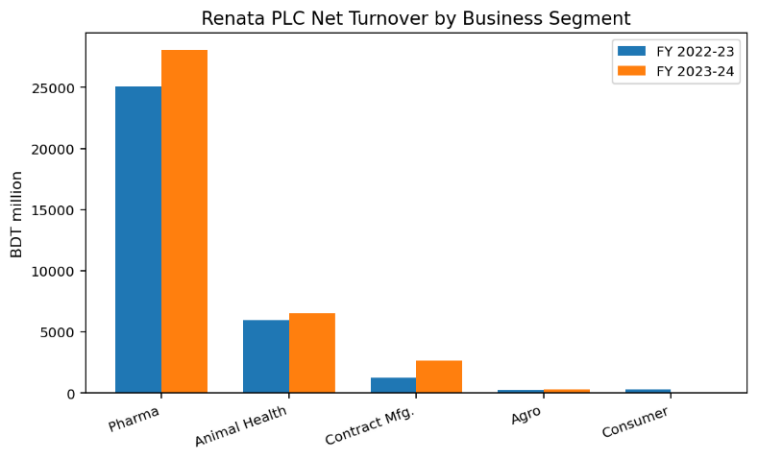 Renata PLC Net Turnover by Business Segment
FY 2022-23
FY 2023-24
BDT million
25000
20000
15000
10000
5000
0
Pharma
Animal Health
Contract Mfg.
Agro
Consumer